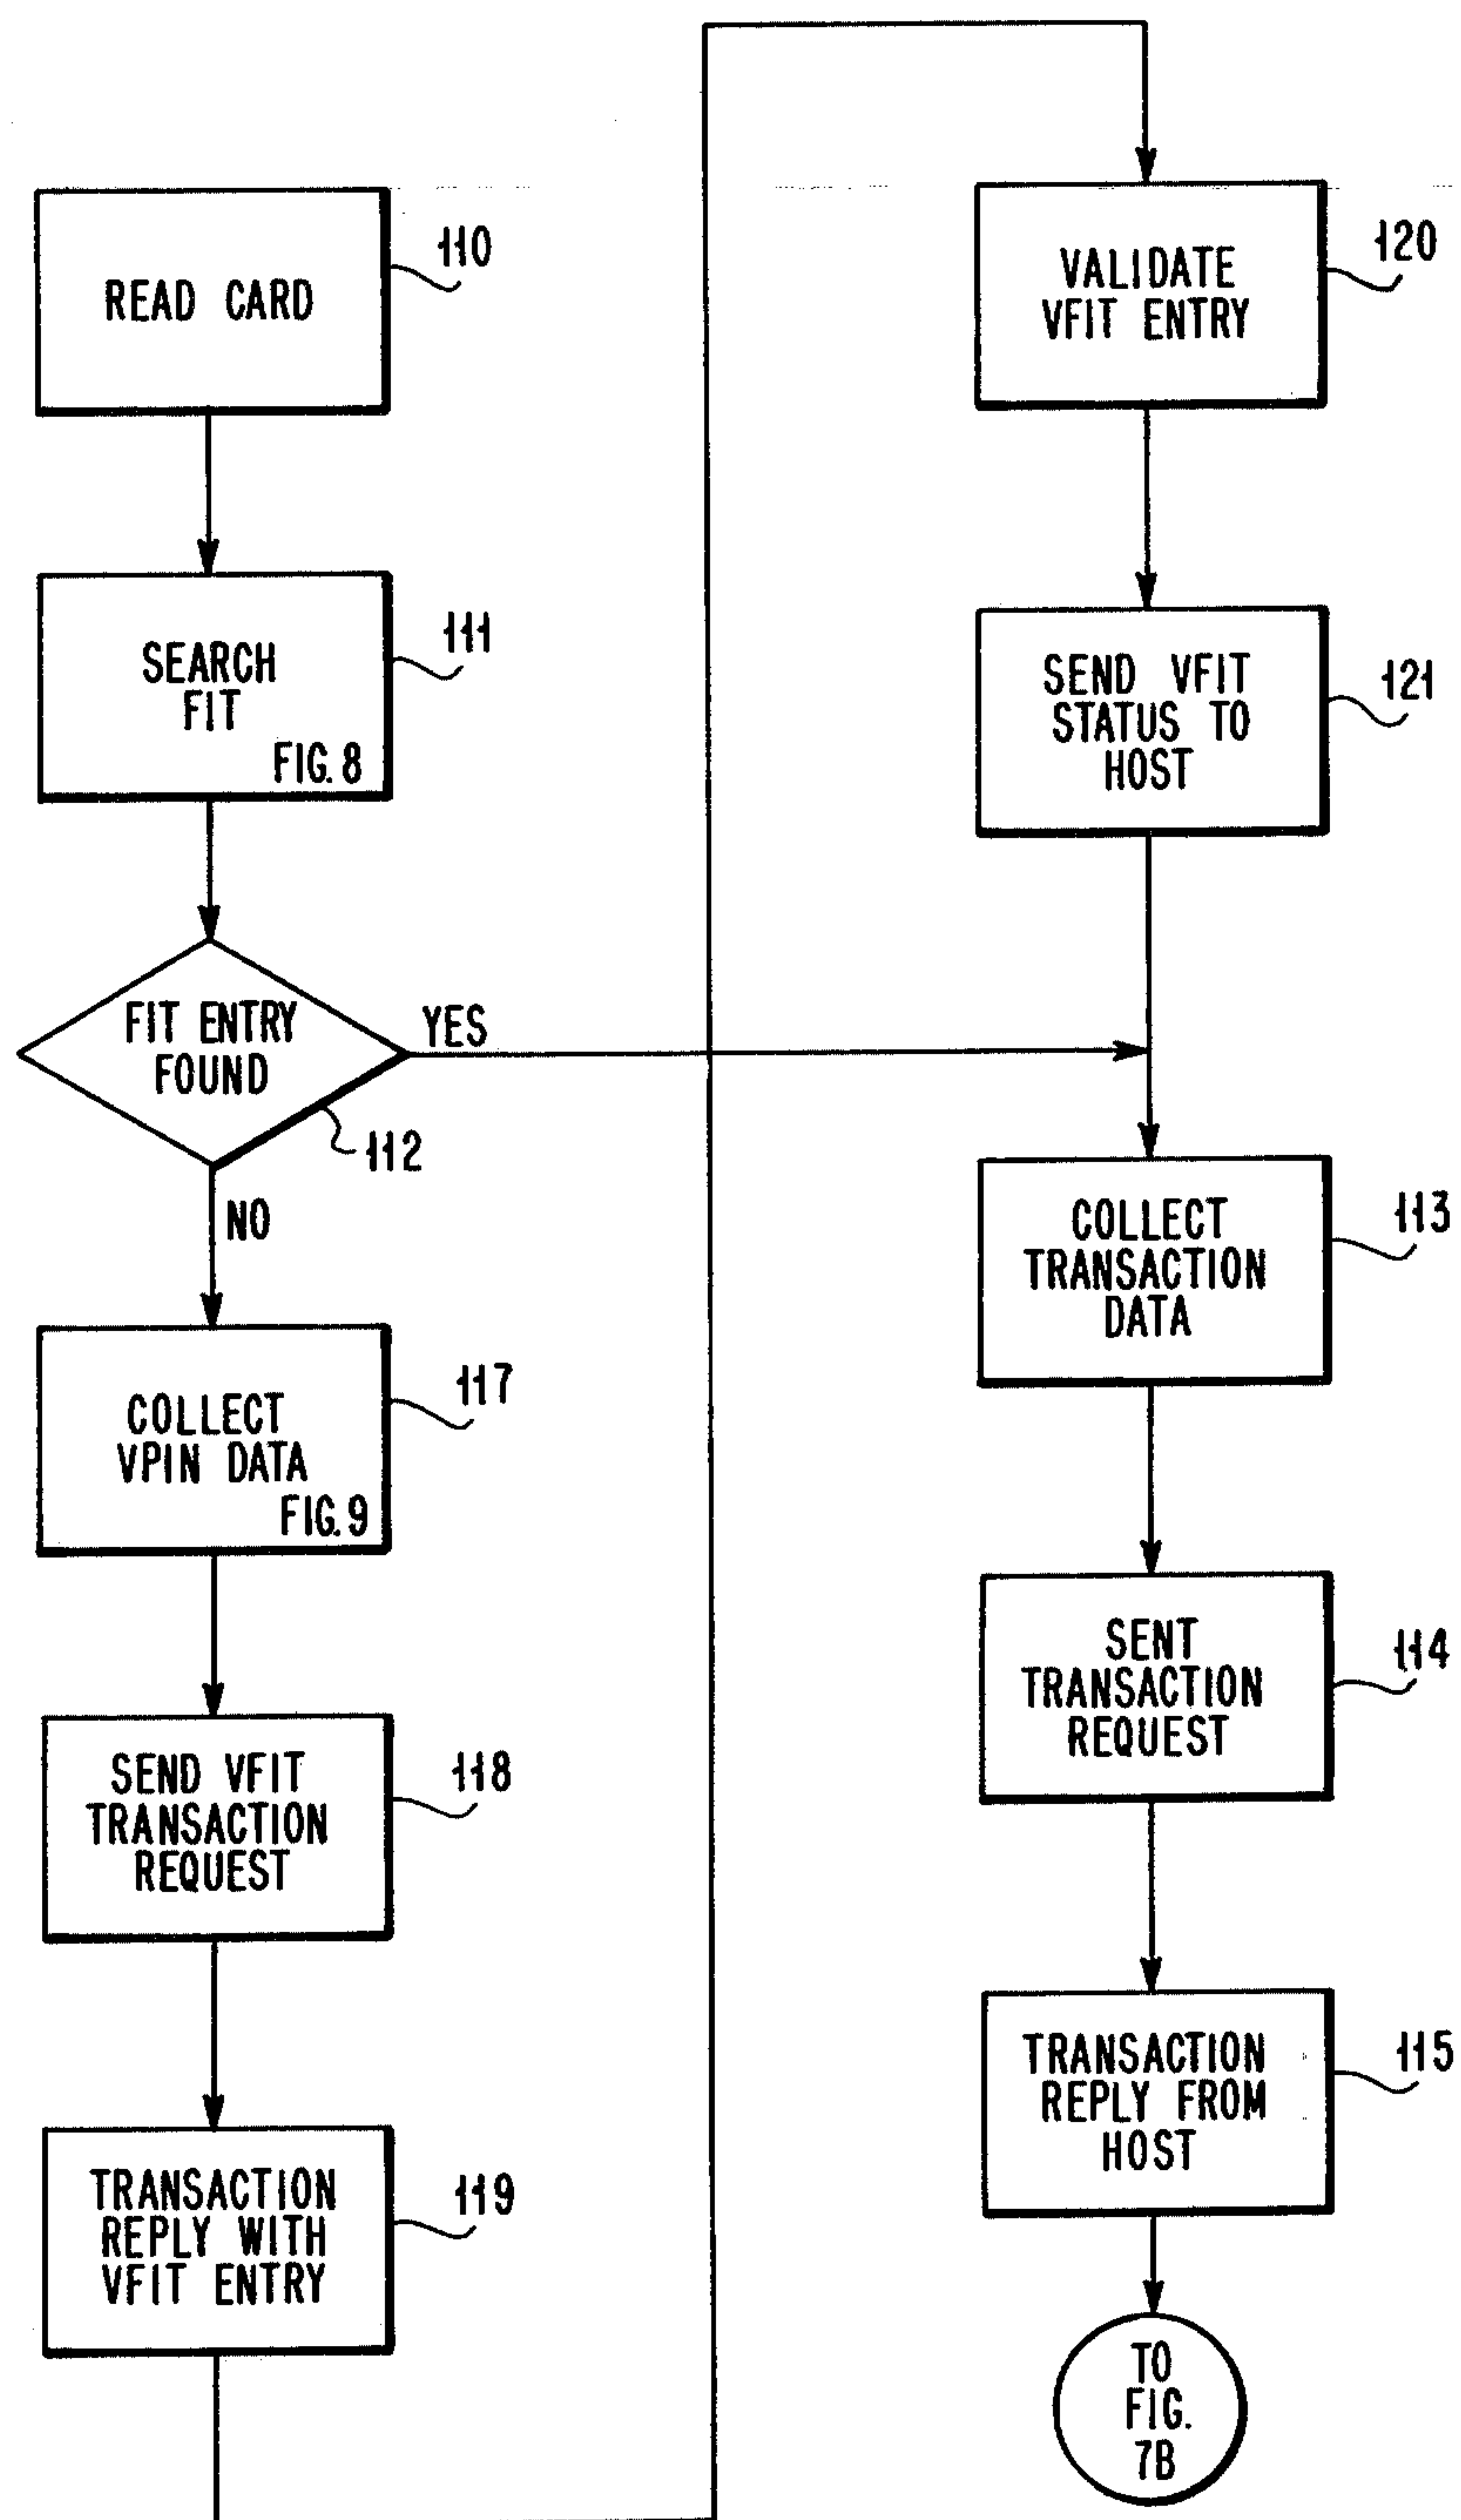 READ CARD
110
SEARCH
FIT
FIG. 8
111
FIT ENTRY
FOUND
YES
112
NO
COLLECT
VPIN DATA
FIG. 9
117
SEND VFIT
TRANSACTION
REQUEST
118
TRANSACTION
REPLY WITH
VFIT ENTRY
119
VALIDATE
VFIT ENTRY
120
SEND VFIT
STATUS TO
HOST
121
COLLECT
TRANSACTION
DATA
113
SENT
TRANSACTION
REQUEST
114
TRANSACTION
REPLY FROM
HOST
115
TO
FIG.
7B